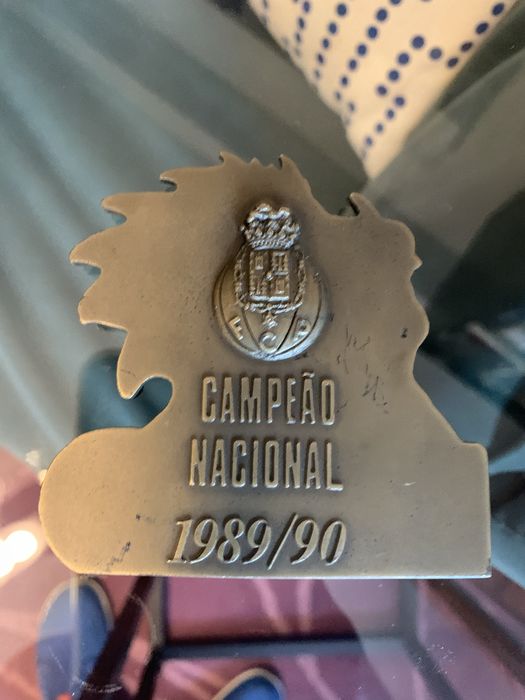 F C P
CAMPEÃO
NACIONAL
1989/90